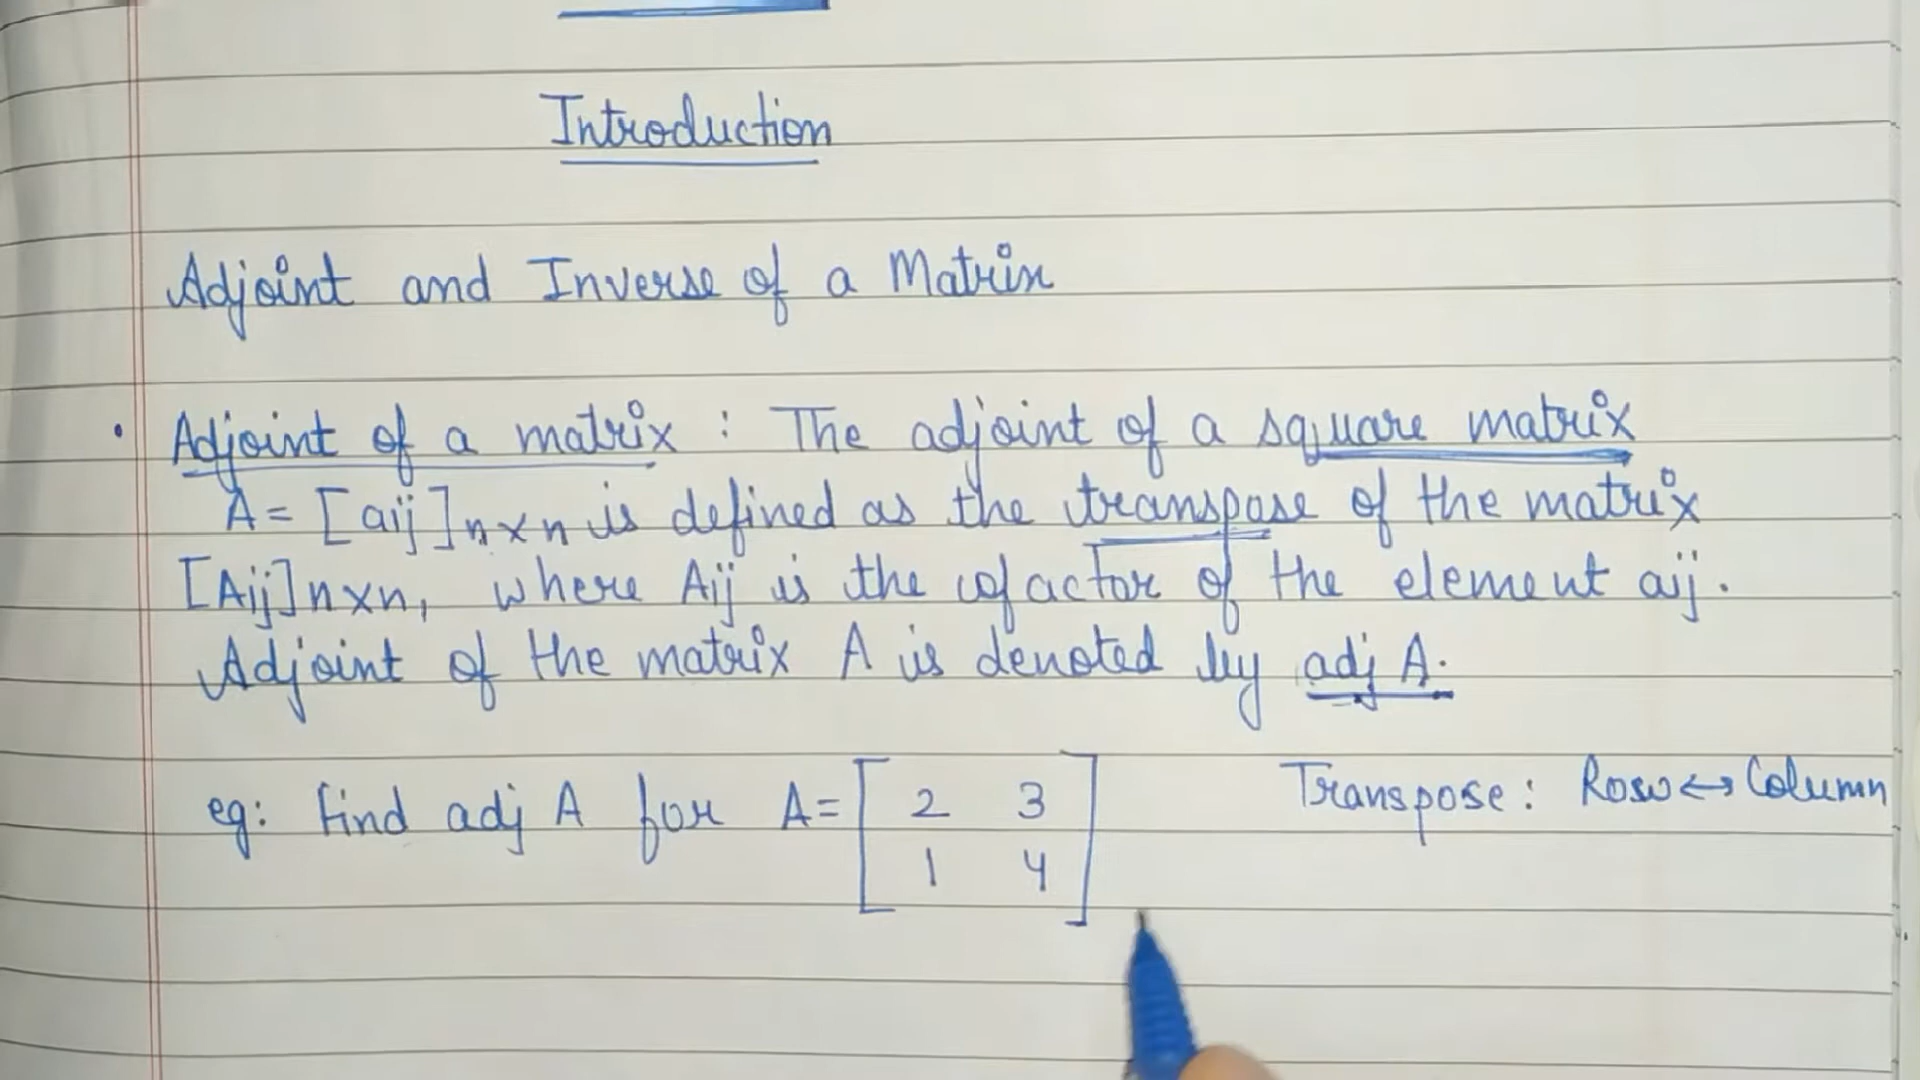 Introduction
Adjoint and Inverse of a Matrix
• Adjoint of a matrix : The adjoint of a square matrix
A = [aij]n×n is defined as the transpose of the matrix
[Aij]n×n, where Aij is the cofactor of the element aij.
Adjoint of the matrix A is denoted by adj A.
eg: find adj A for A = [ 2 3 Transpose : Row ↔ Column
1 4 ]